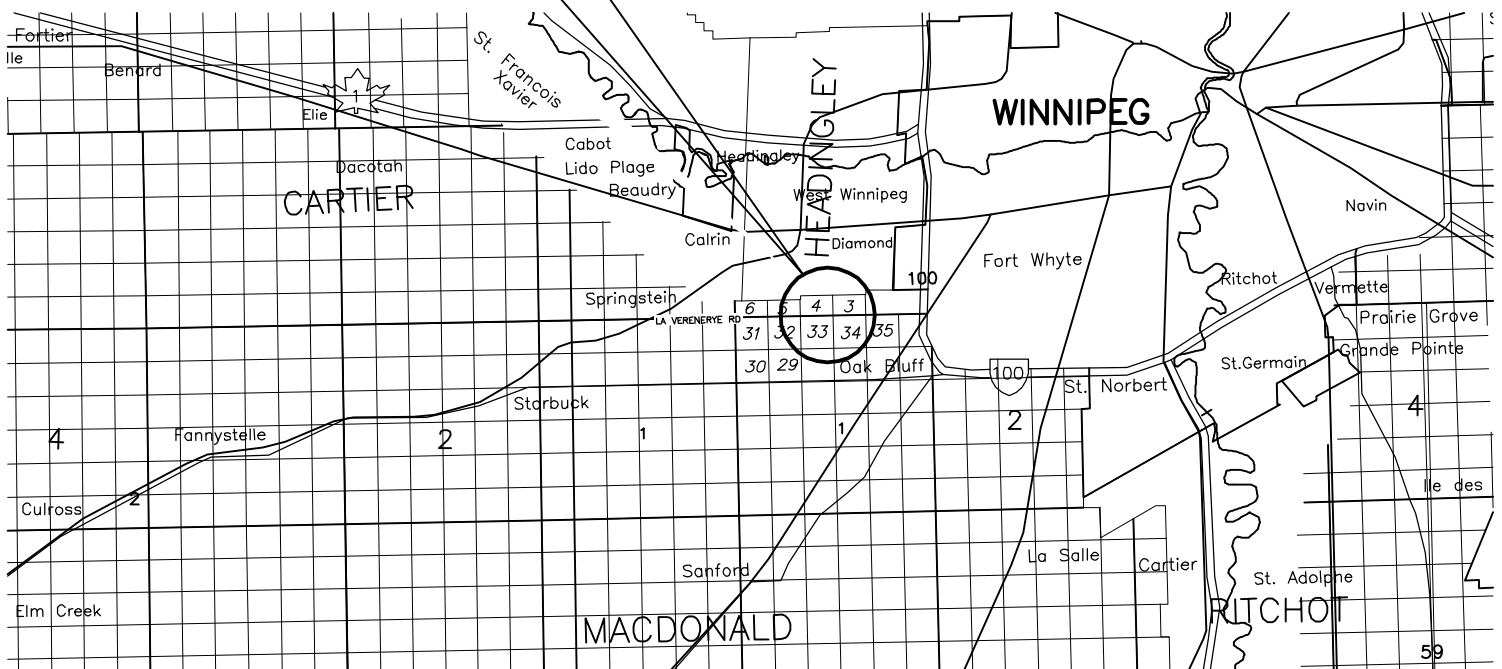 Fortier
lle
Benard
1
Elie
St. Francois
Xavier
HEADINGLEY
WINNIPEG
Cabot
Lido Plage
Beaudry
Headingley
West Winnipeg
Dacotah
CARTIER
Navin
Calrin
Diamond
Fort Whyte
100
Ritchot
Vermette
Springstein
LA VERENERYE RD
6 5 4 3
31 32 33 34 35
30 29
Oak Bluff
Prairie Grove
Grande Pointe
St.Germain
100
St. Norbert
Starbuck
4
Fannystelle
2
1
1
2
4
Culross
2
Ile des
Sanford
La Salle
Cartier
St. Adolphe
Elm Creek
MACDONALD
RITCHOT
59